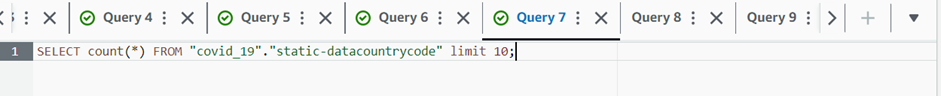 Query 4 Query 5 Query 6 Query 7 Query 8 Query 9
1 SELECT count(*) FROM "covid_19"."static-datacountrycode" limit 10;